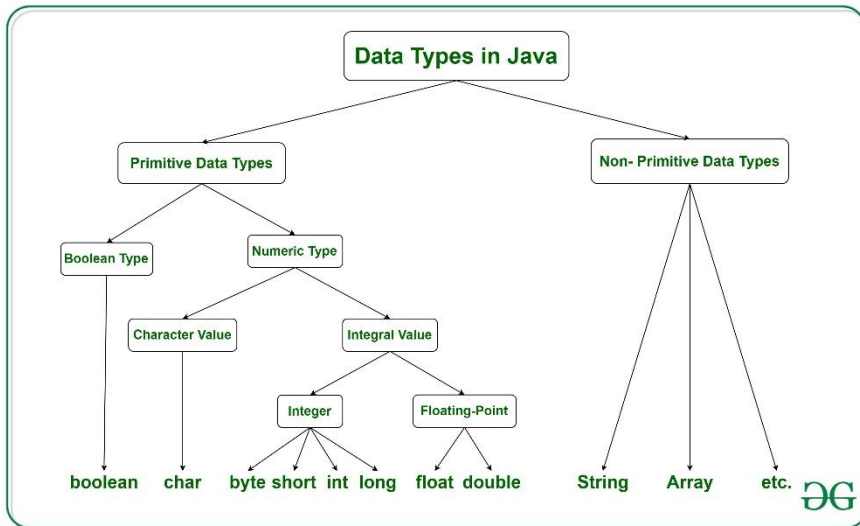 Data Types in Java
Primitive Data Types
Non- Primitive Data Types
Boolean Type
Numeric Type
Character Value
Integral Value
Integer
Floating-Point
boolean
char
byte short int long
float double
String
Array
etc.